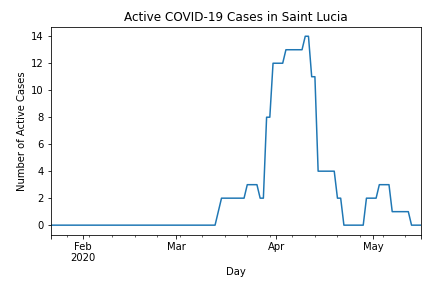 Active COVID-19 Cases in Saint Lucia
Number of Active Cases
14
12
10
8
6
4
2
0
Feb
2020
Mar
Apr
May
Day